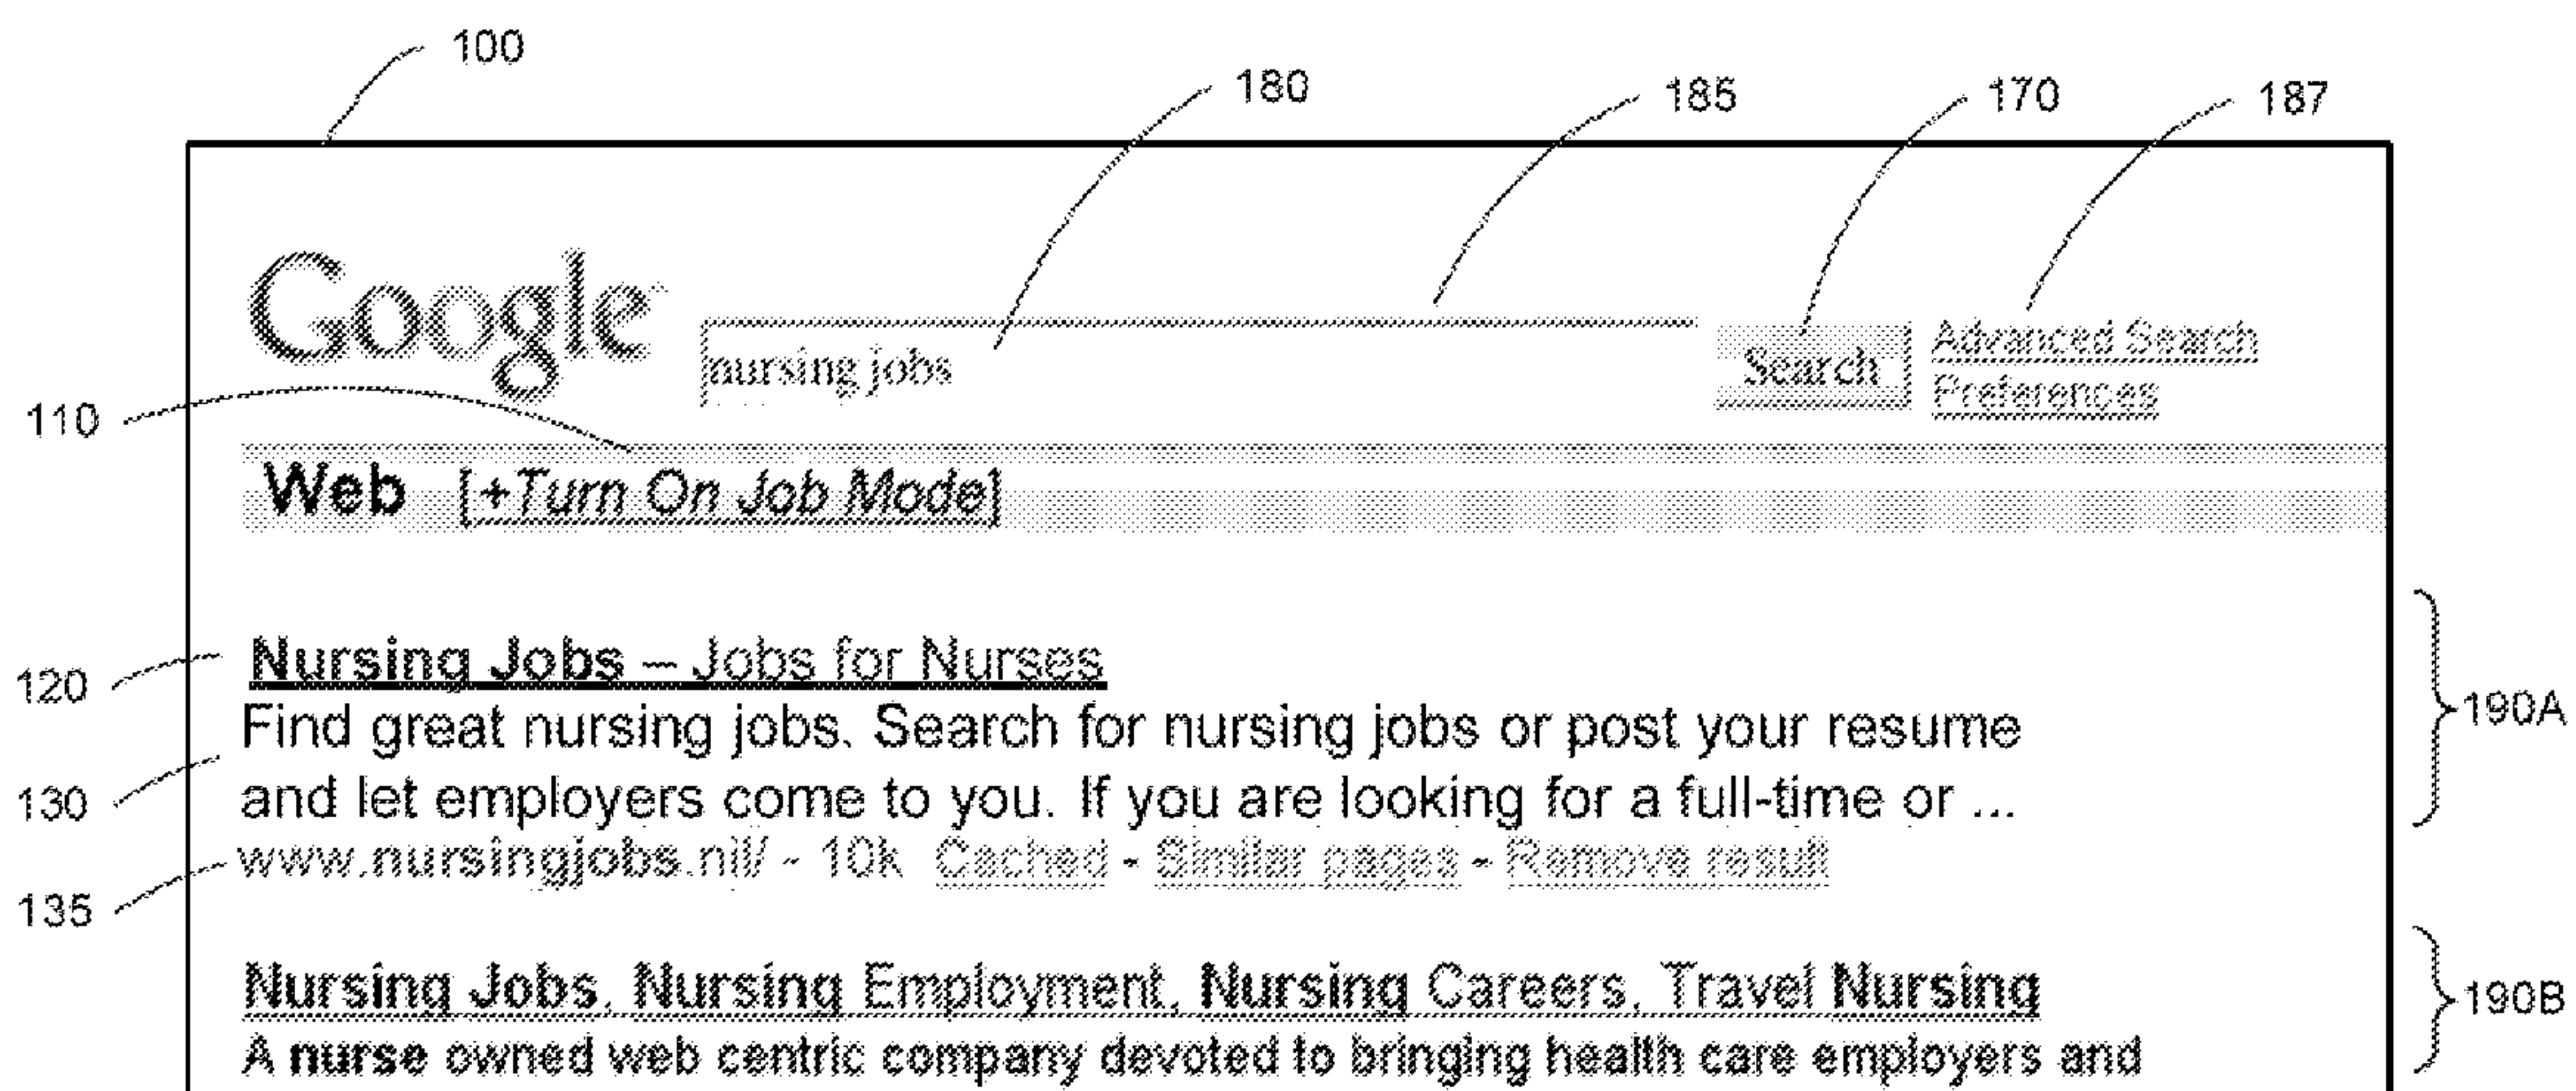 100
180
185
170
187
Google
nursing jobs
Search
Advanced Search
Preferences
110
Web [+Turn On Job Mode]
120
Nursing Jobs – Jobs for Nurses
190A
Find great nursing jobs. Search for nursing jobs or post your resume
130
and let employers come to you. If you are looking for a full-time or ...
135
www.nursingjobs.nil/ - 10k Cached - Similar pages - Remove result
Nursing Jobs, Nursing Employment, Nursing Careers, Travel Nursing
190B
A nurse owned web centric company devoted to bringing health care employers and